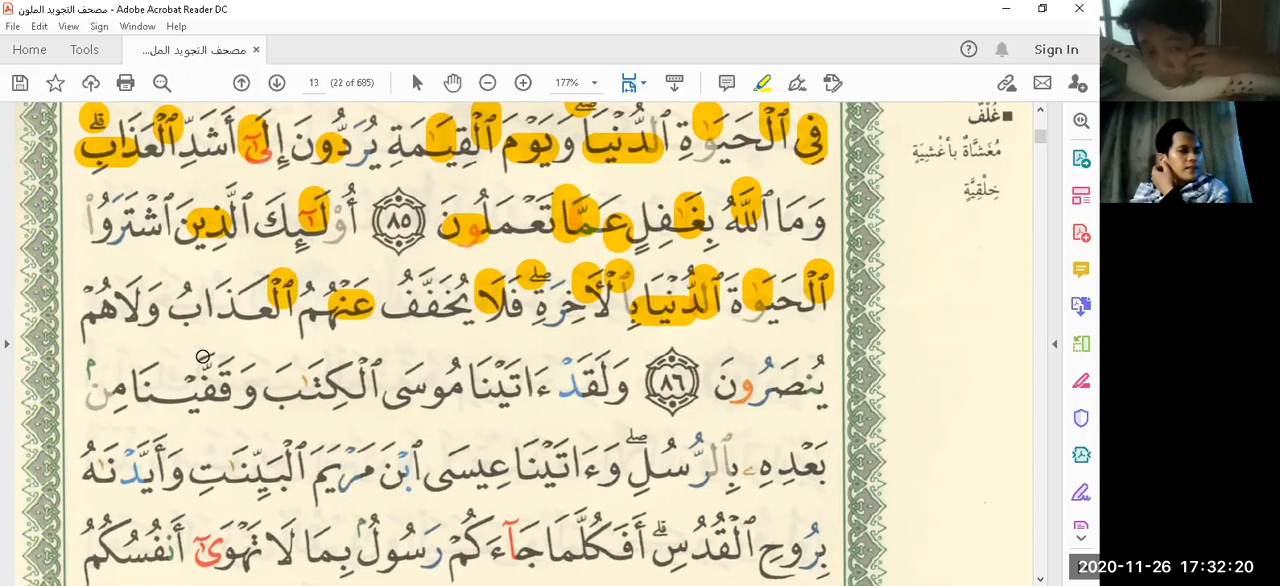 مصحف التجويد الملون - Adobe Acrobat Reader DC
File Edit View Sign Window Help
Home Tools مصحف التجويد المل... × Sign In
13 (22 of 685) 177%
فِي ٱلْحَيَوٰةِ ٱلدُّنْيَا ۖ وَيَوْمَ ٱلْقِيَـٰمَةِ يُرَدُّونَ إِلَىٰٓ أَشَدِّ ٱلْعَذَابِ ۗ
وَمَا ٱللَّهُ بِغَـٰفِلٍ عَمَّا تَعْمَلُونَ ٨٥ أُو۟لَـٰٓئِكَ ٱلَّذِينَ ٱشْتَرَوُا۟
ٱلْحَيَوٰةَ ٱلدُّنْيَا بِٱلْأَخِرَةِ ۖ فَلَا يُخَفَّفُ عَنْهُمُ ٱلْعَذَابُ وَلَا هُمْ
يُنصَرُونَ ٨٦ وَلَقَدْ ءَاتَيْنَا مُوسَى ٱلْكِتَـٰبَ وَقَفَّيْنَا مِنۢ
بَعْدِهِۦ بِٱلرُّسُلِ ۖ وَءَاتَيْنَا عِيسَى ٱبْنَ مَرْيَمَ ٱلْبَيِّنَـٰتِ وَأَيَّدْنَـٰهُ
بِرُوحِ ٱلْقُدُسِ ۗ أَفَكُلَّمَا جَآءَكُمْ رَسُولٌۢ بِمَا لَا تَهْوَىٰٓ أَنفُسُكُمُ
■ غُلْفٌ
مُغَشَّاةٌ بأغْشِيَةٍ
خِلْقِيَّةٍ
2020-11-26 17:32:20